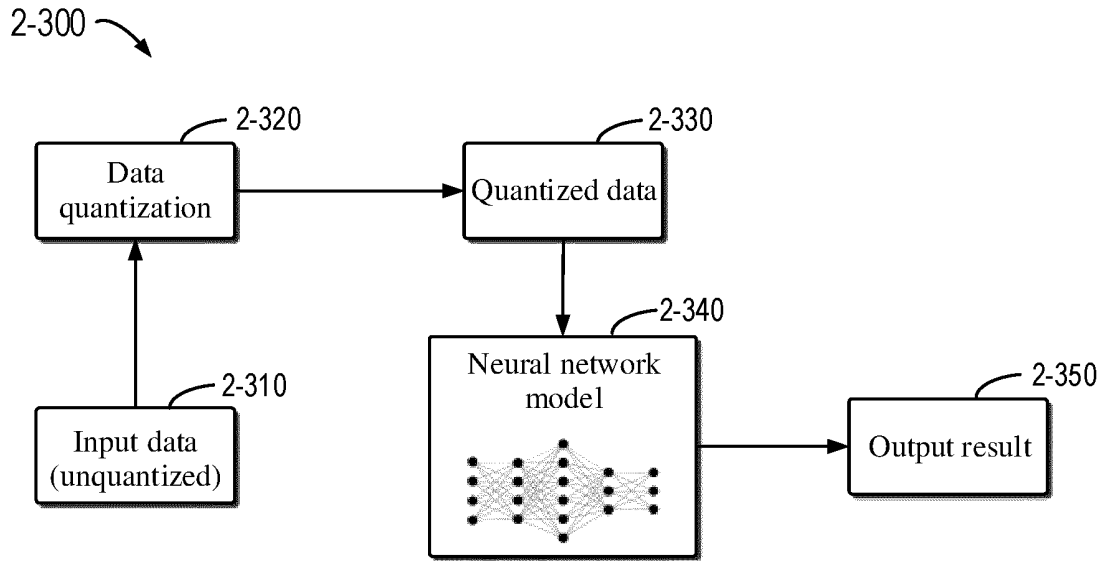 2-300
2-320
Data
quantization
2-330
Quantized data
2-340
Neural network
model
2-310
Input data
(unquantized)
2-350
Output result